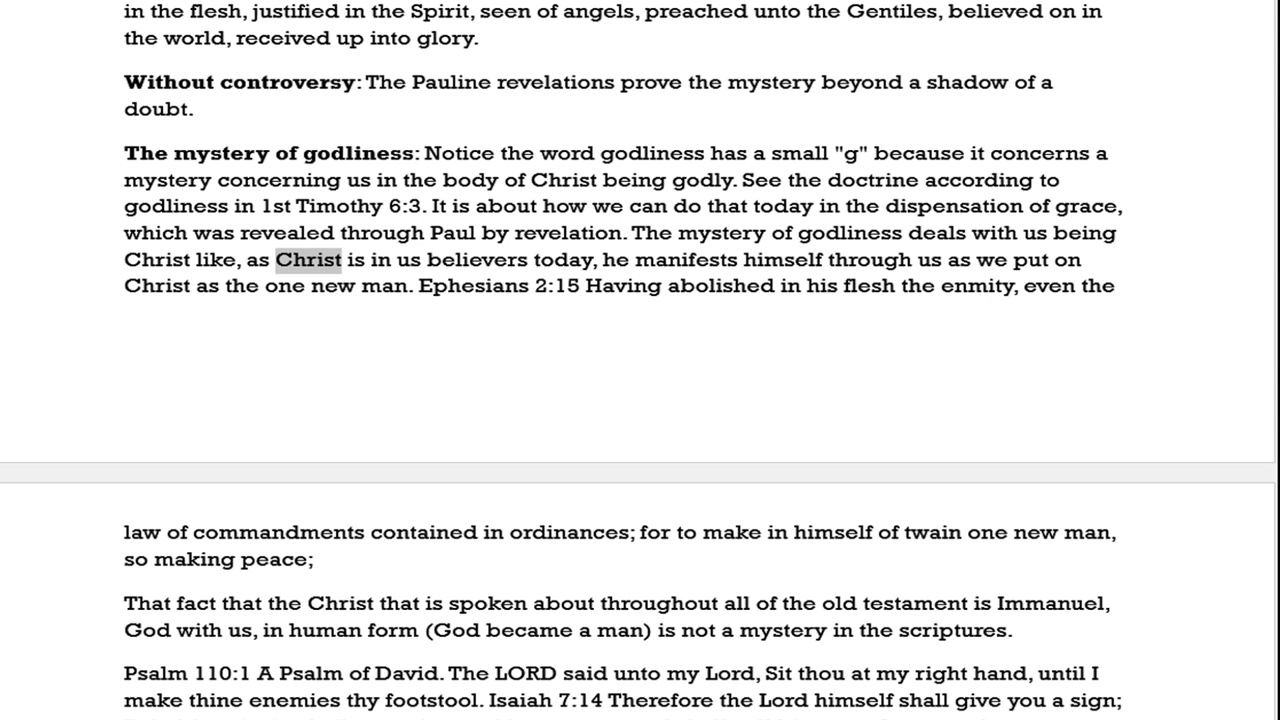 in the flesh, justified in the Spirit, seen of angels, preached unto the Gentiles, believed on in
the world, received up into glory.
Without controversy: The Pauline revelations prove the mystery beyond a shadow of a
doubt.
The mystery of godliness: Notice the word godliness has a small "g" because it concerns a
mystery concerning us in the body of Christ being godly. See the doctrine according to
godliness in 1st Timothy 6:3. It is about how we can do that today in the dispensation of grace,
which was revealed through Paul by revelation. The mystery of godliness deals with us being
Christ like, as Christ is in us believers today, he manifests himself through us as we put on
Christ as the one new man. Ephesians 2:15 Having abolished in his flesh the enmity, even the
law of commandments contained in ordinances; for to make in himself of twain one new man,
so making peace;
That fact that the Christ that is spoken about throughout all of the old testament is Immanuel,
God with us, in human form (God became a man) is not a mystery in the scriptures.
Psalm 110:1 A Psalm of David. The LORD said unto my Lord, Sit thou at my right hand, until I
make thine enemies thy footstool. Isaiah 7:14 Therefore the Lord himself shall give you a sign;